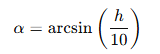 α = arcsin(h/10)